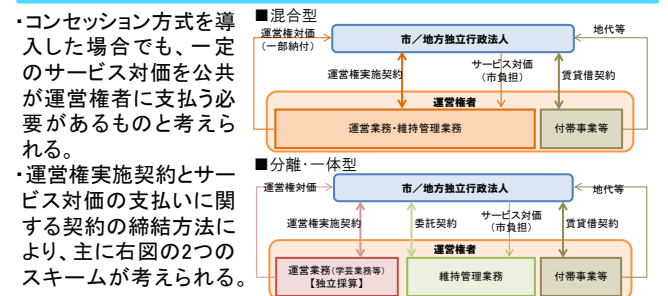 ・コンセッション方式を導
入した場合でも、一定
のサービス対価を公共
が運営権者に支払う必
要があるものと考えら
れる。
・運営権実施契約とサー
ビス対価の支払いに関
する契約の締結方法に
より、主に右図の2つの
スキームが考えられる。
■混合型
運営権対価
(一部納付)
市/地方独立行政法人
地代等
運営権実施契約
サービス対価
(市負担)
賃貸借契約
運営権者
運営業務・維持管理業務
付帯事業等
■分離・一体型
運営権対価
市/地方独立行政法人
地代等
運営権実施契約
委託契約
サービス対価
(市負担)
賃貸借契約
運営権者
運営業務(学芸業務等)
【独立採算】
維持管理業務
付帯事業等